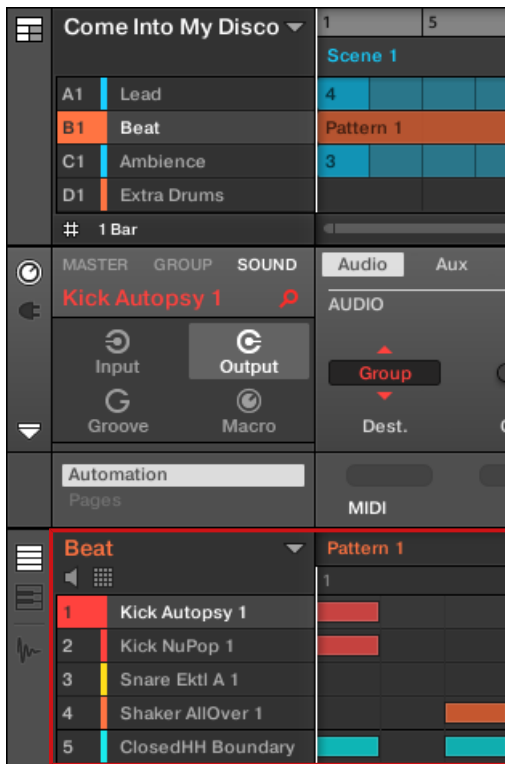 Come Into My Disco
1 5
Scene 1
A1 Lead 4
B1 Beat Pattern 1
C1 Ambience 3
D1 Extra Drums
1 Bar
MASTER GROUP SOUND Audio Aux
Kick Autopsy 1 AUDIO
Input Output Group
Groove Macro Dest.
Automation
Pages MIDI
Beat Pattern 1
1
1 Kick Autopsy 1
2 Kick NuPop 1
3 Snare Ektl A 1
4 Shaker AllOver 1
5 ClosedHH Boundary